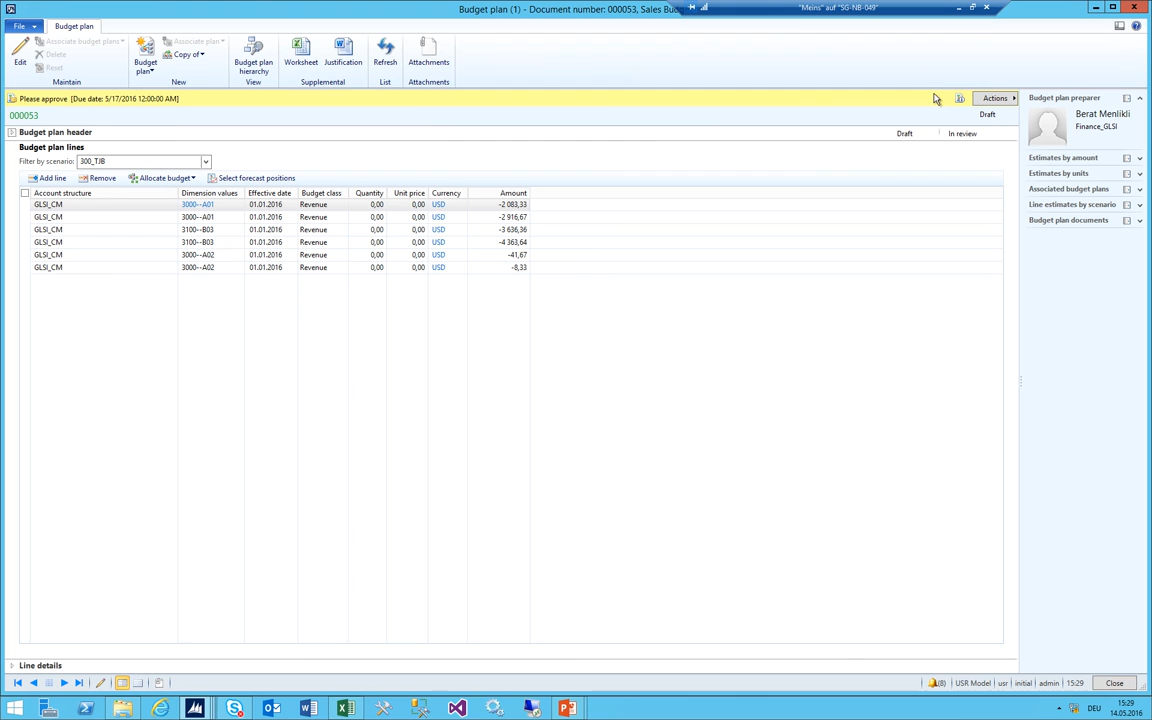 Budget plan (1) - Document number: 000053, Sales Bu
"Meins" auf "SG-NB-049"
File
Budget plan
Edit
Associate budget plans
Delete
Reset
Maintain
Budget plan
Associate plan
Copy of
New
Budget plan hierarchy
View
Worksheet
Justification
Supplemental
Refresh
List
Attachments
Attachments
Please approve [Due date: 5/17/2016 12:00:00 AM]
Actions
000053
Draft
Budget plan header
Draft
In review
Budget plan lines
Filter by scenario: 300_TJB
Add line Remove Allocate budget Select forecast positions
Account structure Dimension values Effective date Budget class Quantity Unit price Currency Amount
GLSI_CM 3000--A01 01.01.2016 Revenue 0,00 0,00 USD -2 083,33
GLSI_CM 3000--A01 01.01.2016 Revenue 0,00 0,00 USD -2 916,67
GLSI_CM 3100--B03 01.01.2016 Revenue 0,00 0,00 USD -3 636,36
GLSI_CM 3100--B03 01.01.2016 Revenue 0,00 0,00 USD -4 363,64
GLSI_CM 3000--A02 01.01.2016 Revenue 0,00 0,00 USD -41,67
GLSI_CM 3000--A02 01.01.2016 Revenue 0,00 0,00 USD -8,33
Budget plan preparer
Berat Menlikli
Finance_GLSI
Estimates by amount
Estimates by units
Associated budget plans
Line estimates by scenario
Budget plan documents
Line details
(8) USR Model usr initial admin 15:29 Close
DEU
15:29
14.05.2016